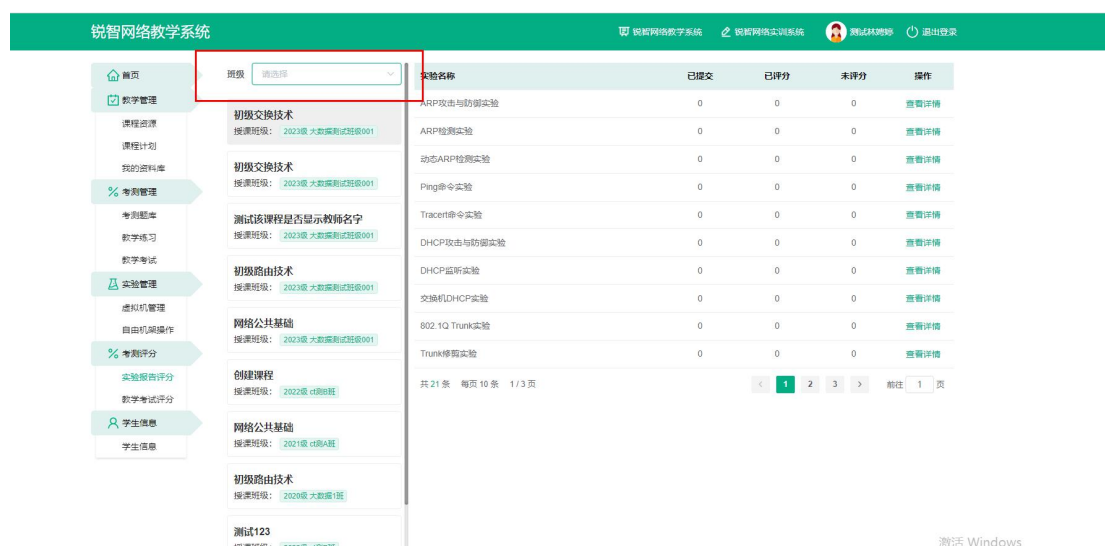 锐智网络教学系统
锐智网络教学系统 锐智网络实训系统 测试林婷婷 退出登录
首页
教学管理
课程资源
课程计划
我的资料库
考测管理
考测题库
教学练习
教学考试
实验管理
虚拟机管理
自由机架操作
考测评分
实验报告评分
教学考试评分
学生信息
学生信息
班级 请选择
初级交换技术
授课班级： 2023级 大数据测试班级001
初级交换技术
授课班级： 2023级 大数据测试班级001
测试该课程是否显示教师名字
授课班级： 2023级 大数据测试班级001
初级路由技术
授课班级： 2023级 大数据测试班级001
网络公共基础
授课班级： 2023级 大数据测试班级001
创建课程
授课班级： 2022级 ct测B班
网络公共基础
授课班级： 2021级 ct测A班
初级路由技术
授课班级： 2020级 大数据1班
测试123
实验名称 已提交 已评分 未评分 操作
ARP攻击与防御实验 0 0 0 查看详情
ARP检测实验 0 0 0 查看详情
动态ARP检测实验 0 0 0 查看详情
Ping命令实验 0 0 0 查看详情
Tracert命令实验 0 0 0 查看详情
DHCP攻击与防御实验 0 0 0 查看详情
DHCP监听实验 0 0 0 查看详情
交换机DHCP实验 0 0 0 查看详情
802.1Q Trunk实验 0 0 0 查看详情
Trunk修剪实验 0 0 0 查看详情
共 21 条 每页 10 条 1 / 3 页 < 1 2 3 > 前往 1 页
激活 Windows